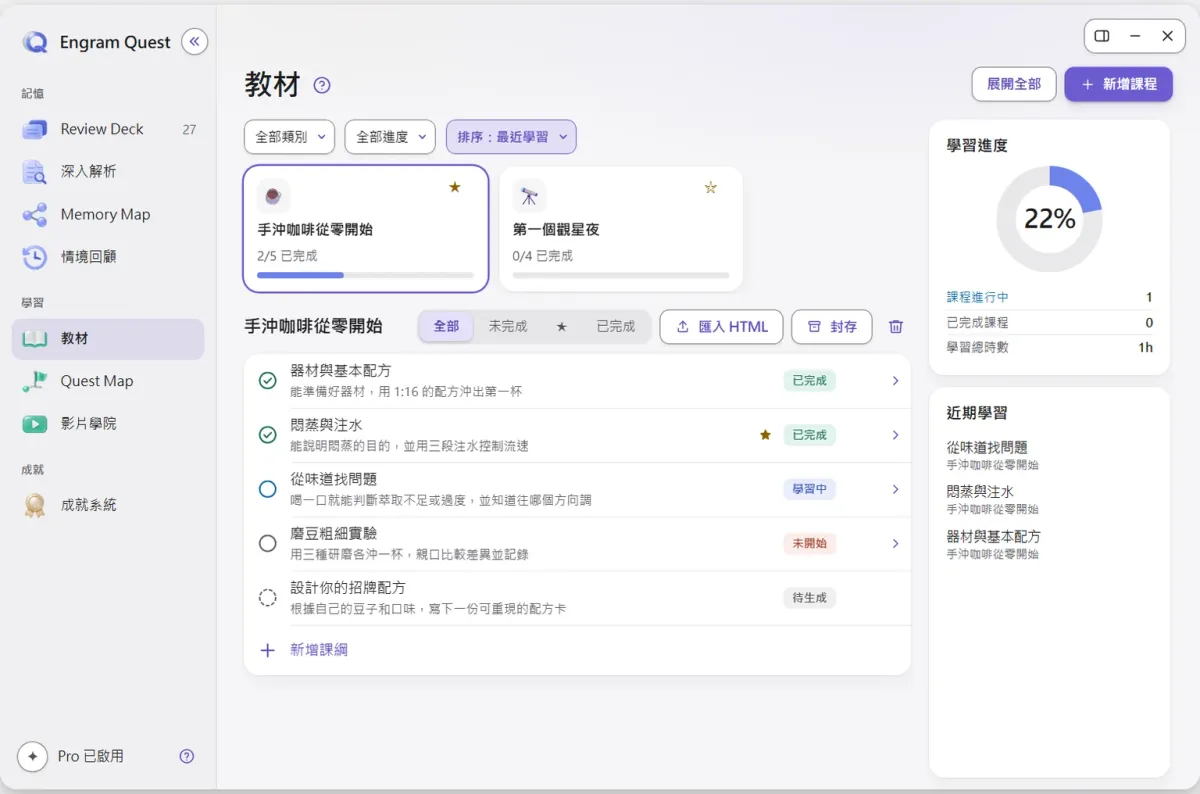 Engram Quest
記憶
Review Deck 27
深入解析
Memory Map
情境回顧
學習
教材
Quest Map
影片學院
成就
成就系統
Pro 已啟用
教材
展開全部
新增課程
全部類別
全部進度
排序：最近學習
手沖咖啡從零開始
2/5 已完成
第一個觀星夜
0/4 已完成
手沖咖啡從零開始
全部
未完成
★
已完成
匯入 HTML
封存
器材與基本配方
能準備好器材，用 1:16 的配方沖出第一杯
已完成
悶蒸與注水
能說明悶蒸的目的，並用三段注水控制流速
已完成
從味道找問題
喝一口就能判斷萃取不足或過度，並知道往哪個方向調
學習中
磨豆粗細實驗
用三種研磨各沖一杯，親口比較差異並記錄
未開始
設計你的招牌配方
根據自己的豆子和口味，寫下一份可重現的配方卡
待生成
新增課綱
學習進度
22%
課程進行中 1
已完成課程 0
學習總時數 1h
近期學習
從味道找問題
手沖咖啡從零開始
悶蒸與注水
手沖咖啡從零開始
器材與基本配方
手沖咖啡從零開始